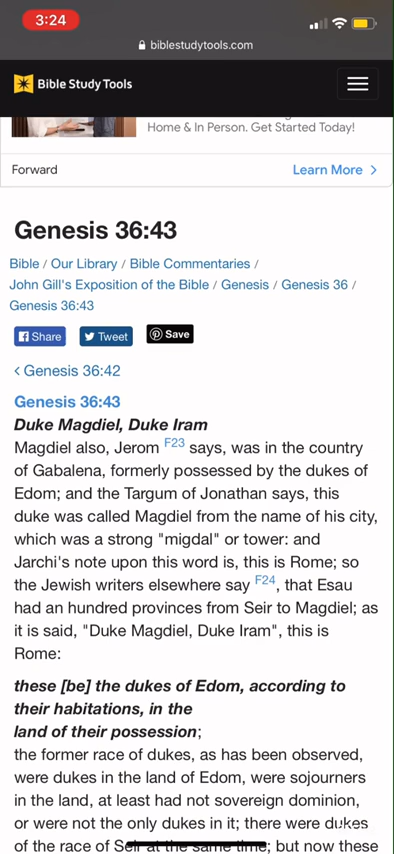 3:24
biblestudytools.com
Bible Study Tools
Home & In Person. Get Started Today!
Forward
Learn More >
Genesis 36:43
Bible / Our Library / Bible Commentaries /
John Gill's Exposition of the Bible / Genesis / Genesis 36 /
Genesis 36:43
Share Tweet Save
< Genesis 36:42
Genesis 36:43
Duke Magdiel, Duke Iram
Magdiel also, Jerom F23 says, was in the country
of Gabalena, formerly possessed by the dukes of
Edom; and the Targum of Jonathan says, this
duke was called Magdiel from the name of his city,
which was a strong "migdal" or tower: and
Jarchi's note upon this word is, this is Rome; so
the Jewish writers elsewhere say F24, that Esau
had an hundred provinces from Seir to Magdiel; as
it is said, "Duke Magdiel, Duke Iram", this is
Rome:
these [be] the dukes of Edom, according to
their habitations, in the
land of their possession;
the former race of dukes, as has been observed,
were dukes in the land of Edom, were sojourners
in the land, at least had not sovereign dominion,
or were not the only dukes in it; there were dukes
of the race of Seir at the same time; but now these